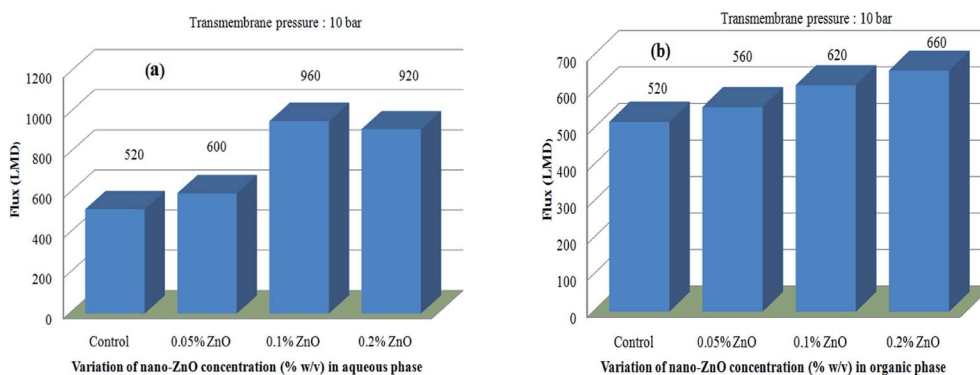 Transmembrane pressure : 10 bar
(a)
1200
1000
800
600
400
200
0
520
600
960
920
Flux (LMD)
Control
0.05% ZnO
0.1% ZnO
0.2% ZnO
Variation of nano-ZnO concentration (% w/v) in aqueous phase
Transmembrane pressure : 10 bar
(b)
700
600
500
400
300
200
100
0
520
560
620
660
Flux (LMD)
Control
0.05% ZnO
0.1% ZnO
0.2% ZnO
Variation of nano-ZnO concentration (% w/v) in organic phase